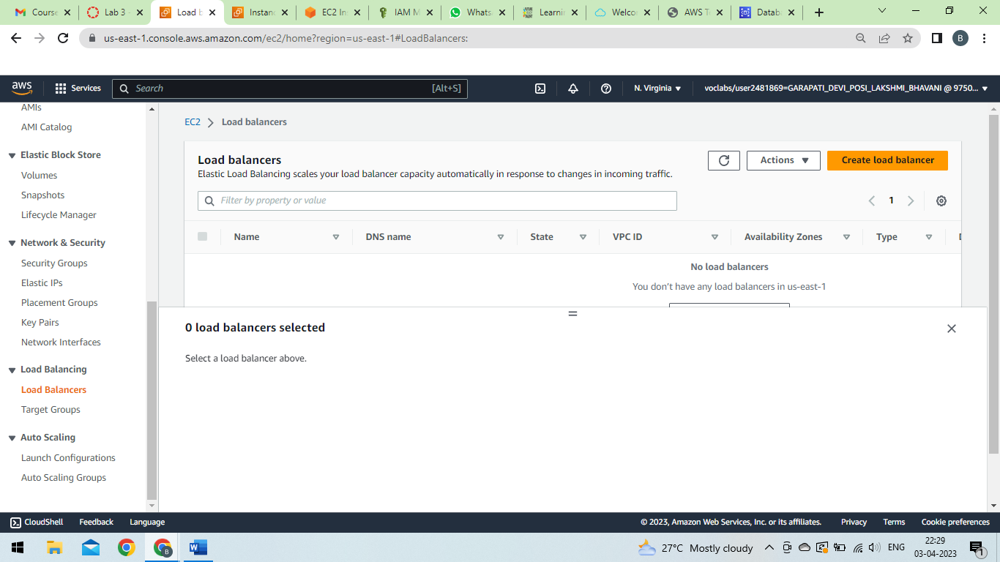 Course
Lab 3
Load b
Instanc
EC2 In
IAM M
Whats
Learni
Welco
AWS T
Datab
us-east-1.console.aws.amazon.com/ec2/home?region=us-east-1#LoadBalancers:
B
aws
Services
Search
[Alt+S]
N. Virginia
voclabs/user2481869=GARAPATI_DEVI_POSI_LAKSHMI_BHAVANI @ 9750...
AMIs
AMI Catalog
Elastic Block Store
Volumes
Snapshots
Lifecycle Manager
Network & Security
Security Groups
Elastic IPs
Placement Groups
Key Pairs
Network Interfaces
Load Balancing
Load Balancers
Target Groups
Auto Scaling
Launch Configurations
Auto Scaling Groups
EC2 > Load balancers
Load balancers
Elastic Load Balancing scales your load balancer capacity automatically in response to changes in incoming traffic.
Actions
Create load balancer
Filter by property or value
1
Name
DNS name
State
VPC ID
Availability Zones
Type
No load balancers
You don't have any load balancers in us-east-1
0 load balancers selected
Select a load balancer above.
CloudShell
Feedback
Language
© 2023, Amazon Web Services, Inc. or its affiliates.
Privacy
Terms
Cookie preferences
B
W
27°C Mostly cloudy
ENG
22:29
03-04-2023
1